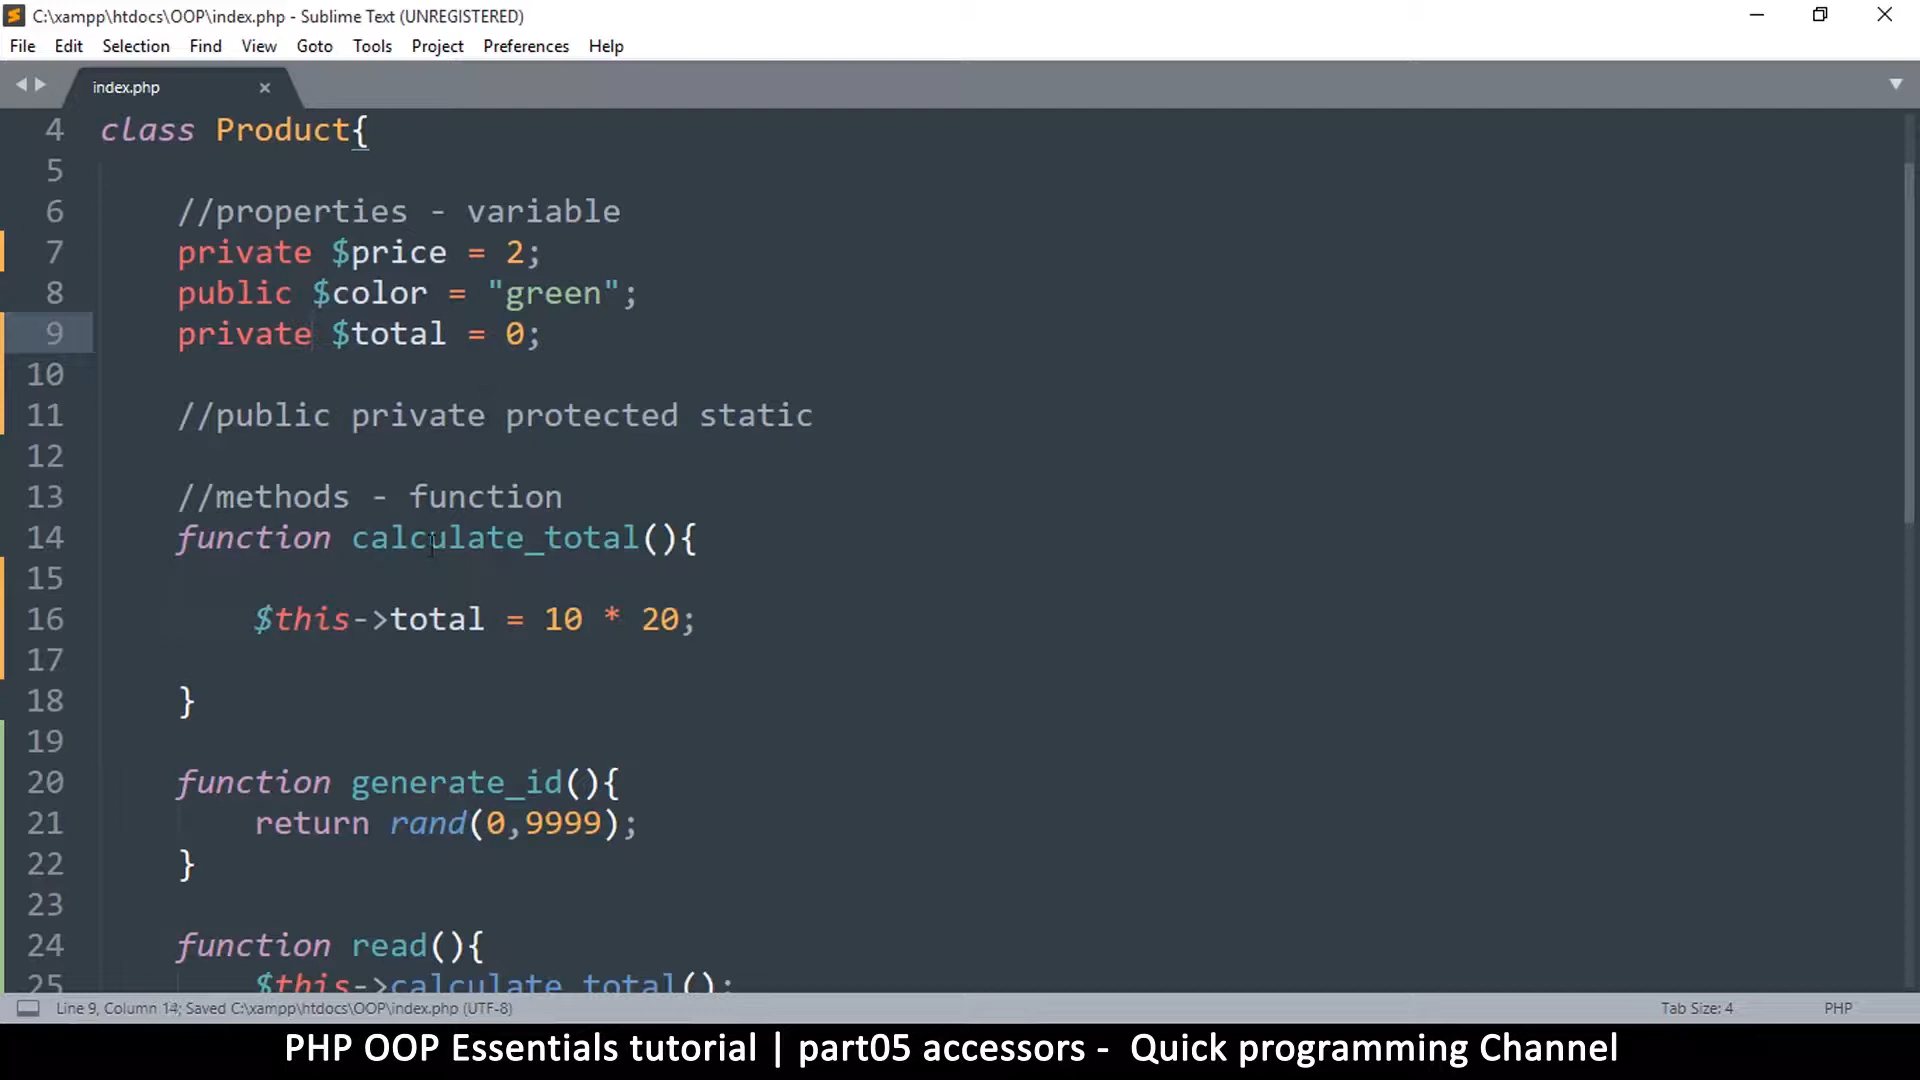 C:\xampp\htdocs\OOP\index.php - Sublime Text (UNREGISTERED)
File Edit Selection Find View Goto Tools Project Preferences Help
index.php
4 class Product{
5
6 //properties - variable
7 private $price = 2;
8 public $color = "green";
9 private $total = 0;
10
11 //public private protected static
12
13 //methods - function
14 function calculate_total(){
15
16 $this->total = 10 * 20;
17
18 }
19
20 function generate_id(){
21 return rand(0,9999);
22 }
23
24 function read(){
25 $this->calculate_total();
Line 9, Column 14; Saved C:\xampp\htdocs\OOP\index.php (UTF-8) Tab Size: 4 PHP
PHP OOP Essentials tutorial | part05 accessors - Quick programming Channel